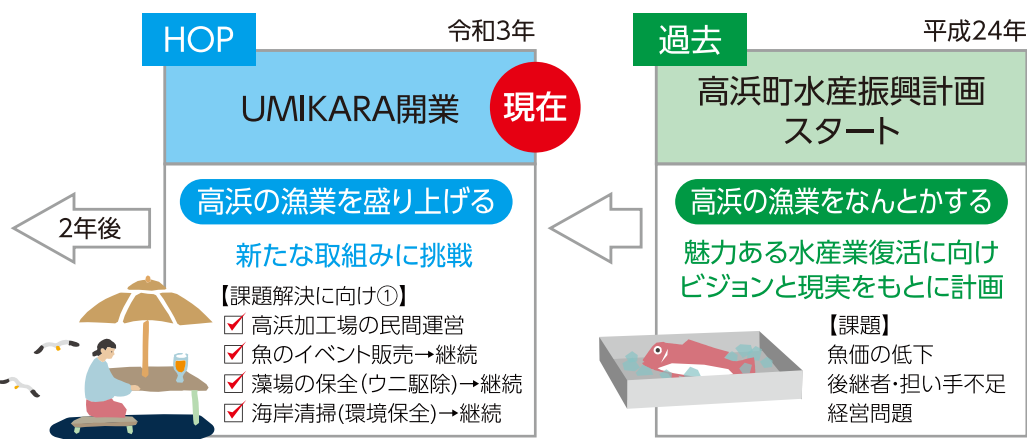 過去
平成24年
高浜町水産振興計画
スタート
高浜の漁業をなんとかする
魅力ある水産業復活に向け
ビジョンと現実をもとに計画
【課題】
魚価の低下
後継者・担い手不足
経営問題
HOP
令和3年
UMIKARA開業
現在
高浜の漁業を盛り上げる
新たな取組みに挑戦
【課題解決に向け①】
高浜加工場の民間運営
魚のイベント販売→継続
藻場の保全(ウニ駆除)→継続
海岸清掃(環境保全)→継続
2年後